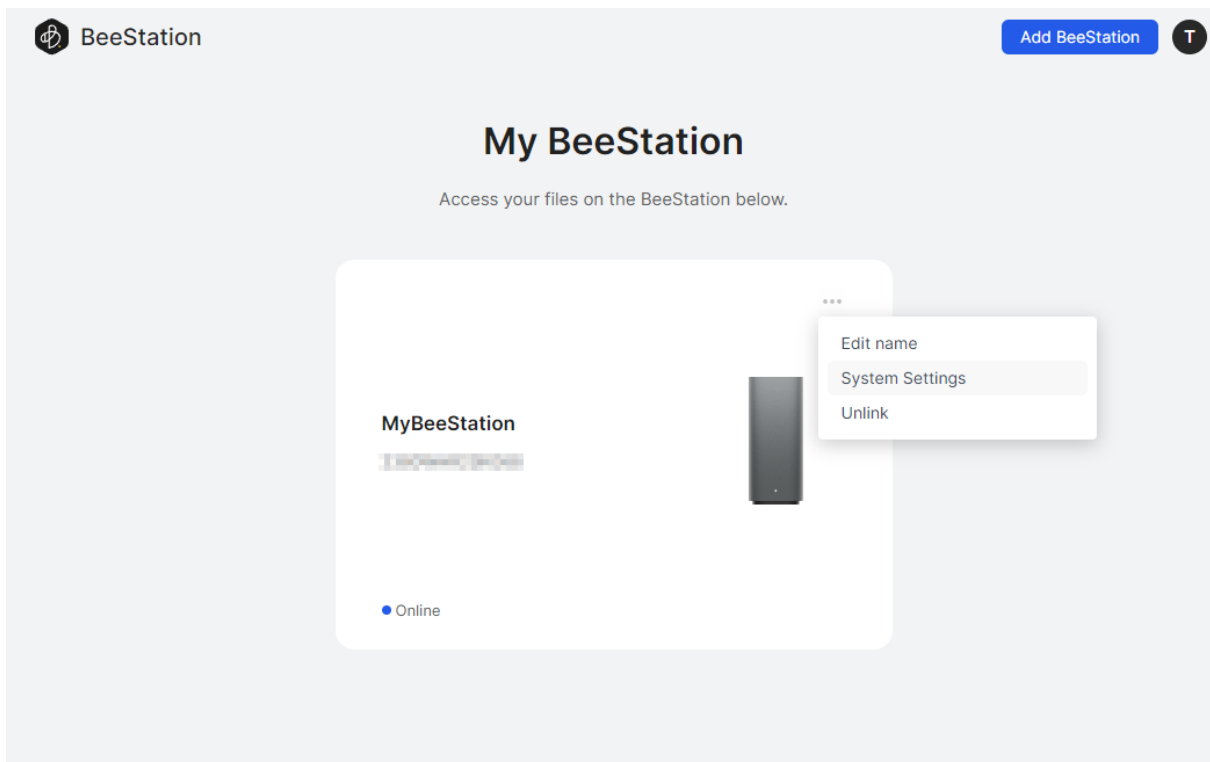 BeeStation
Add BeeStation
T
My BeeStation
Access your files on the BeeStation below.
Edit name
System Settings
Unlink
MyBeeStation
Online